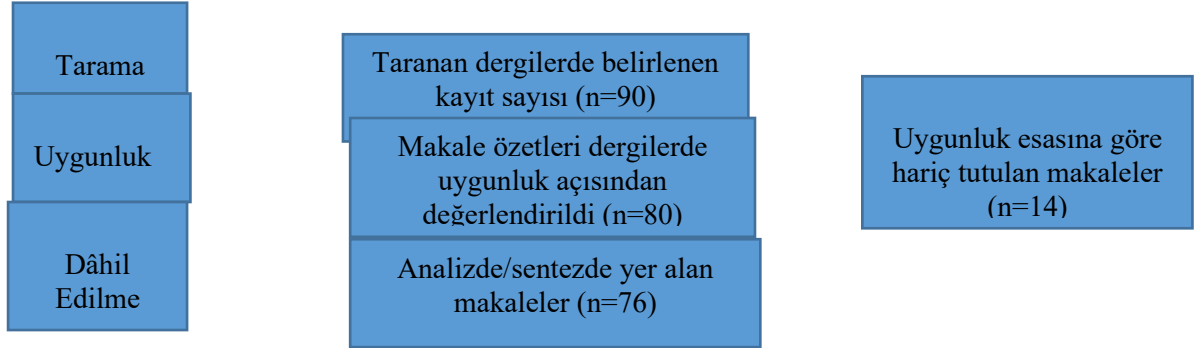 Tarama
Taranan dergilerde belirlenen
kayıt sayısı (n=90)
Uygunluk
Makale özetleri dergilerde
uygunluk açısından
değerlendirildi (n=80)
Uygunluk esasına göre
hariç tutulan makaleler
(n=14)
Dâhil
Edilme
Analizde/sentezde yer alan
makaleler (n=76)